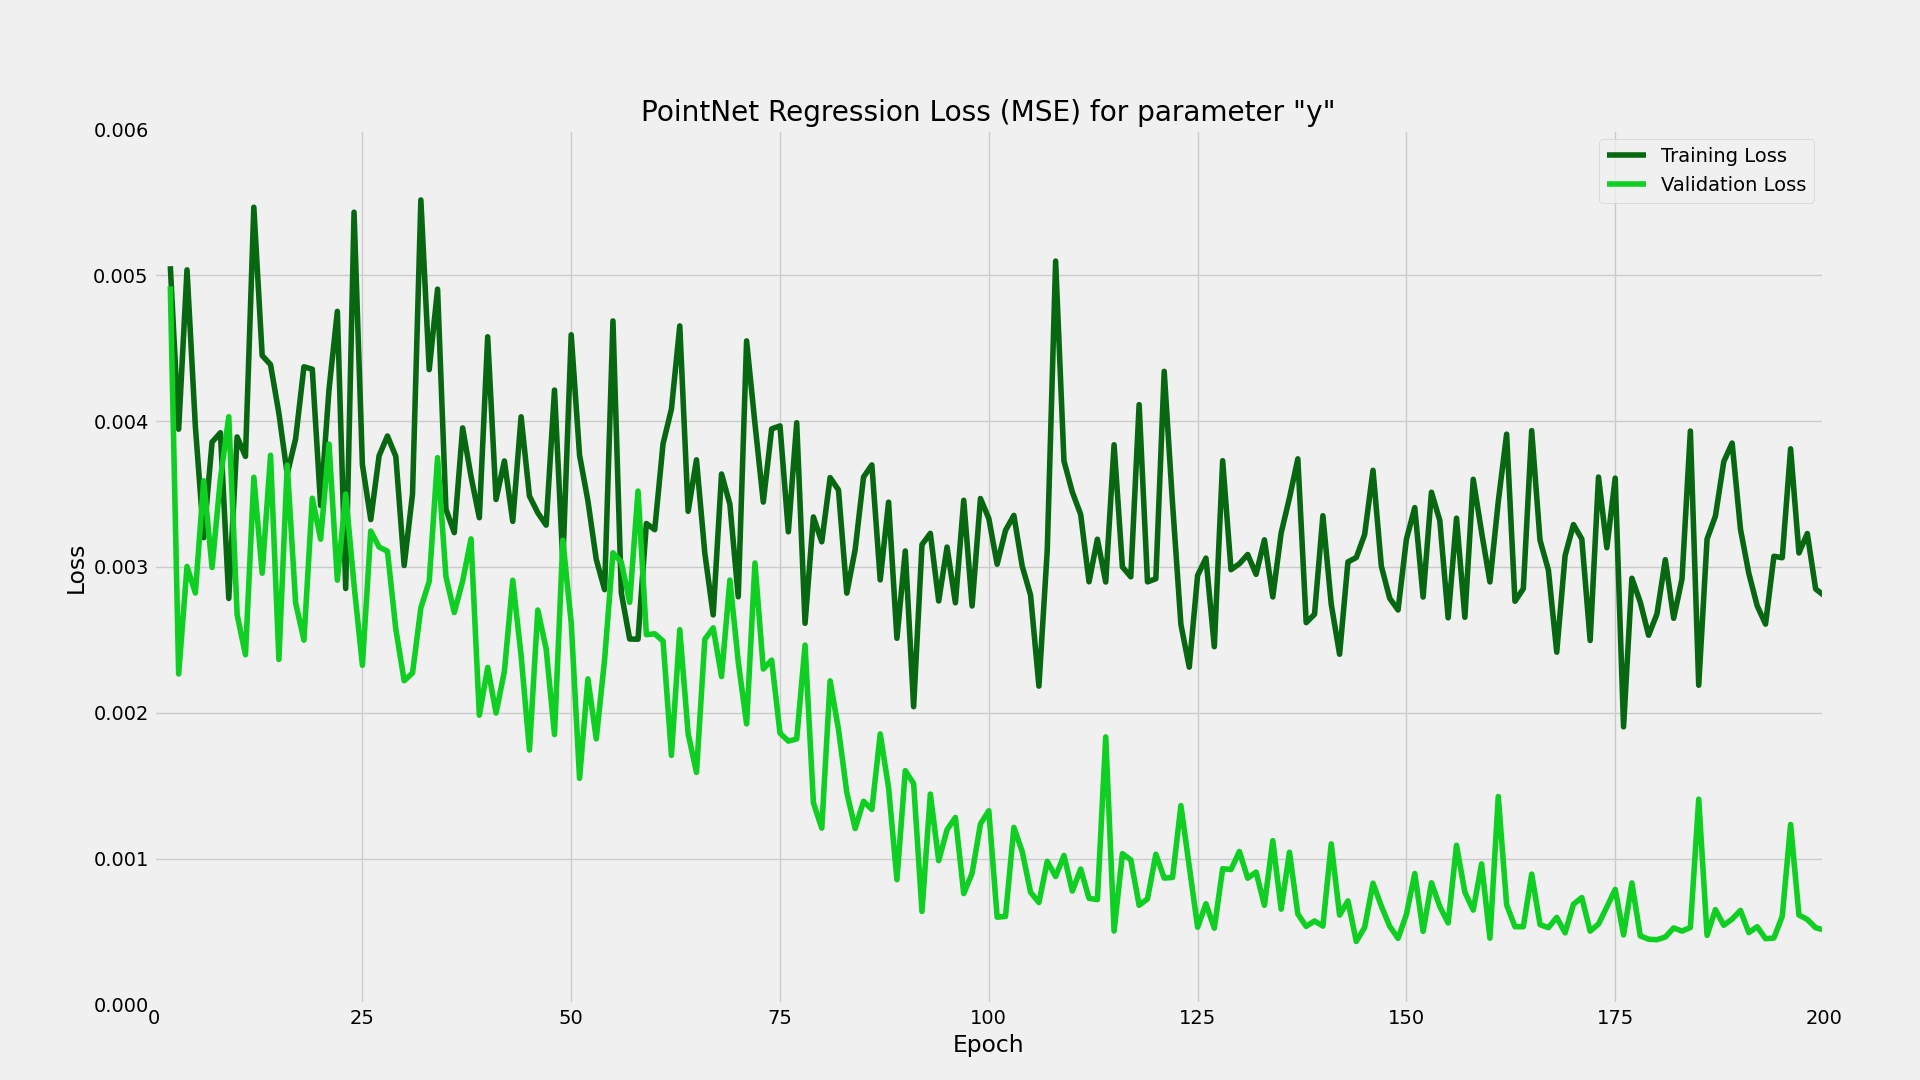 PointNet Regression Loss (MSE) for parameter "y"
0.006
Training Loss
Validation Loss
0.005
0.004
0.003
Loss
0.002
0.001
0.000
0 25 50 75 100 125 150 175 200
Epoch